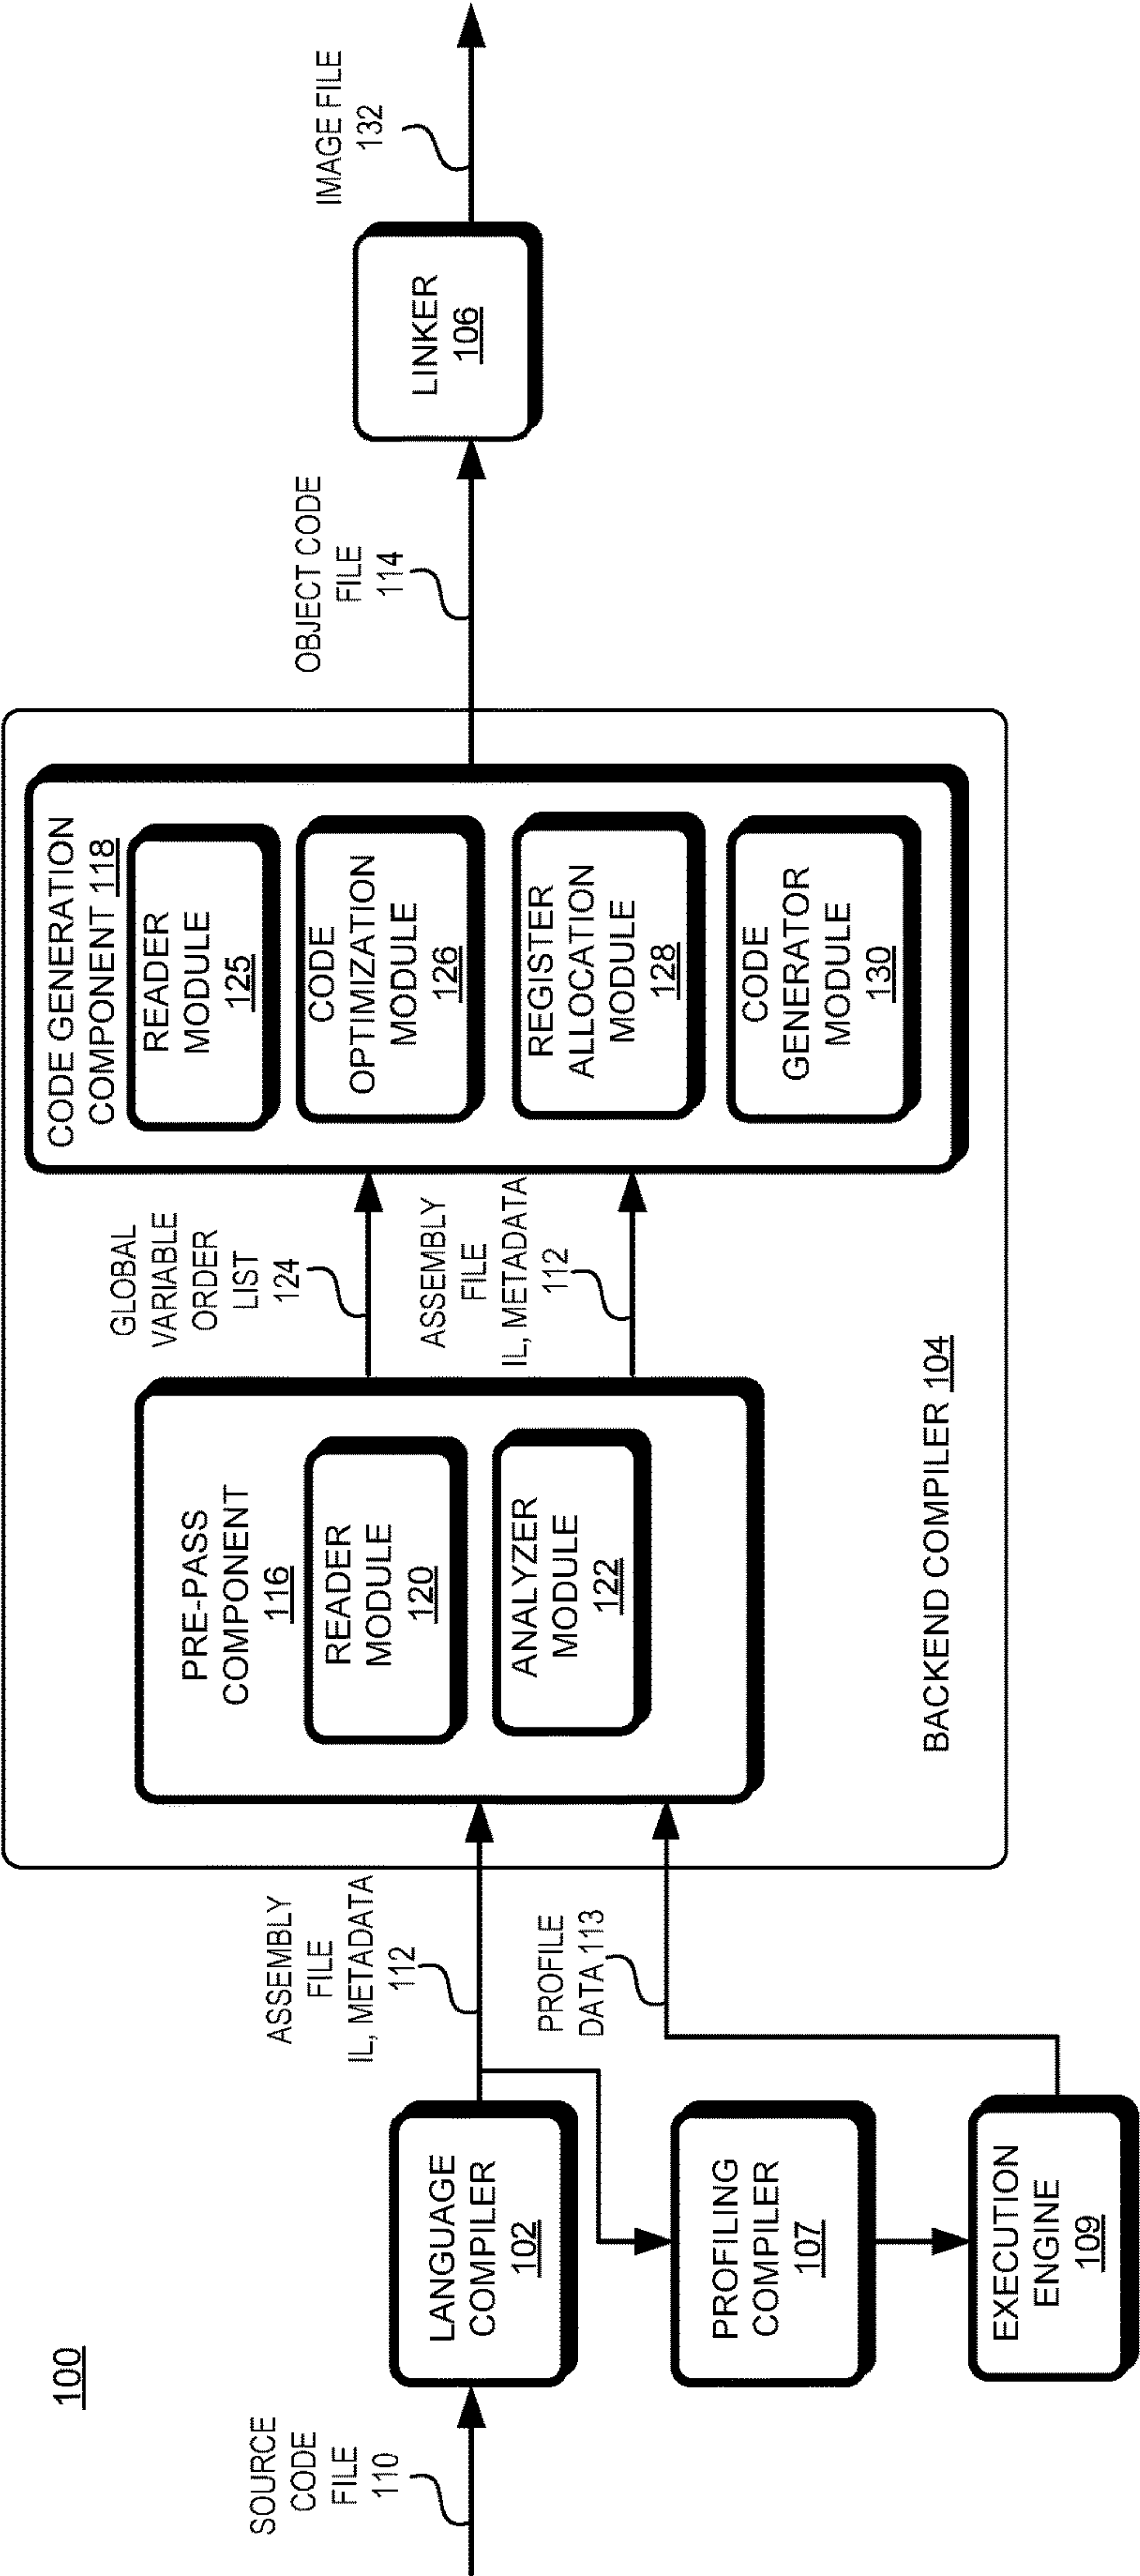 100
SOURCE
CODE
FILE
110
LANGUAGE
COMPILER
102
PROFILING
COMPILER
107
EXECUTION
ENGINE
109
ASSEMBLY
FILE
IL, METADATA
112
PROFILE
DATA 113
PRE-PASS
COMPONENT
116
READER
MODULE
120
ANALYZER
MODULE
122
BACKEND COMPILER 104
GLOBAL
VARIABLE
ORDER
LIST
124
ASSEMBLY
FILE
IL, METADATA
112
CODE GENERATION
COMPONENT 118
READER
MODULE
125
CODE
OPTIMIZATION
MODULE
126
REGISTER
ALLOCATION
MODULE
128
CODE
GENERATOR
MODULE
130
OBJECT CODE
FILE
114
LINKER
106
IMAGE FILE
132